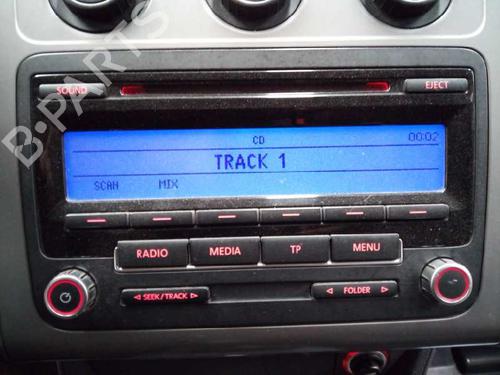 SOUND
EJECT
CD 00:02
TRACK 1
SCAN MIX
RADIO MEDIA TP MENU
SEEK/TRACK
FOLDER
B-PARTS